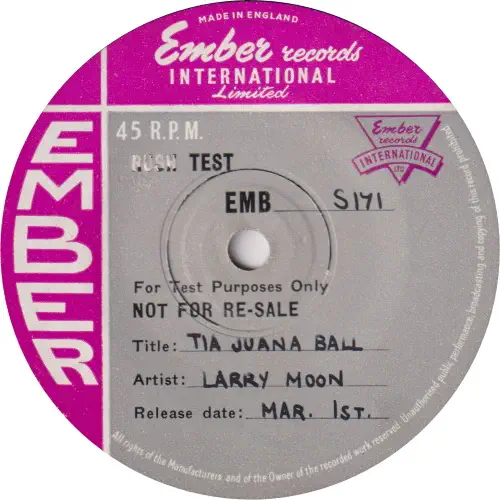 MADE IN ENGLAND
Ember records
INTERNATIONAL
Limited
EMBER
45 R.P.M.
RUSH TEST
Ember
records
INTERNATIONAL
LTD
EMB S171
For Test Purposes Only
NOT FOR RE-SALE
Title: TIA JUANA BALL
Artist: LARRY MOON
Release date: MAR. 1ST.
All rights of the Manufacturers and of the Owner of the recorded work reserved. Unauthorised public performance, broadcasting and copying of this record prohibited.